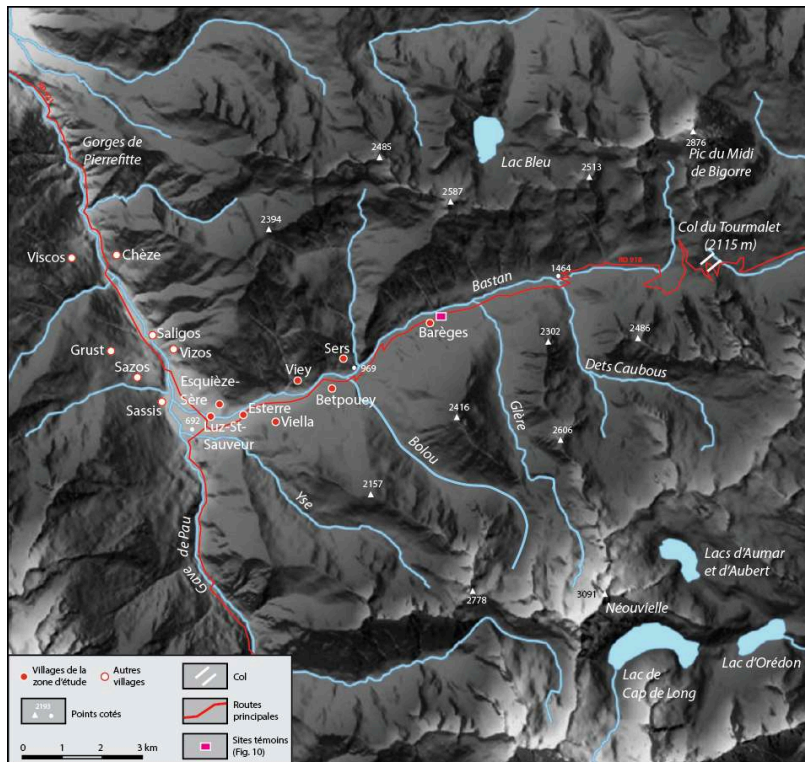 Gorges de
Pierrefitte
2485
Lac Bleu
2876
Pic du Midi
de Bigorre
2513
2587
2394
Col du Tourmalet
(2115 m)
Viscos
Chèze
RD 918
1464
Bastan
Saligos
Barèges
2302
2486
Grust
Vizos
Sers
969
Dets Caubous
Sazos
Viey
Esquièze-
Sère
Betpouey
Sassis
Esterre
Glère
2416
692
Luz-St-
Sauveur
Viella
2606
Bolou
2157
Yse
Gave de Pau
Lacs d'Aumar
et d'Aubert
2778
3091
Néouvielle
Lac de
Cap de Long
Lac d'Orédon
Villages de la
zone d'étude
Autres
villages
Col
2193
Points cotés
Routes
principales
Sites témoins
(Fig. 10)
0 1 2 3 km